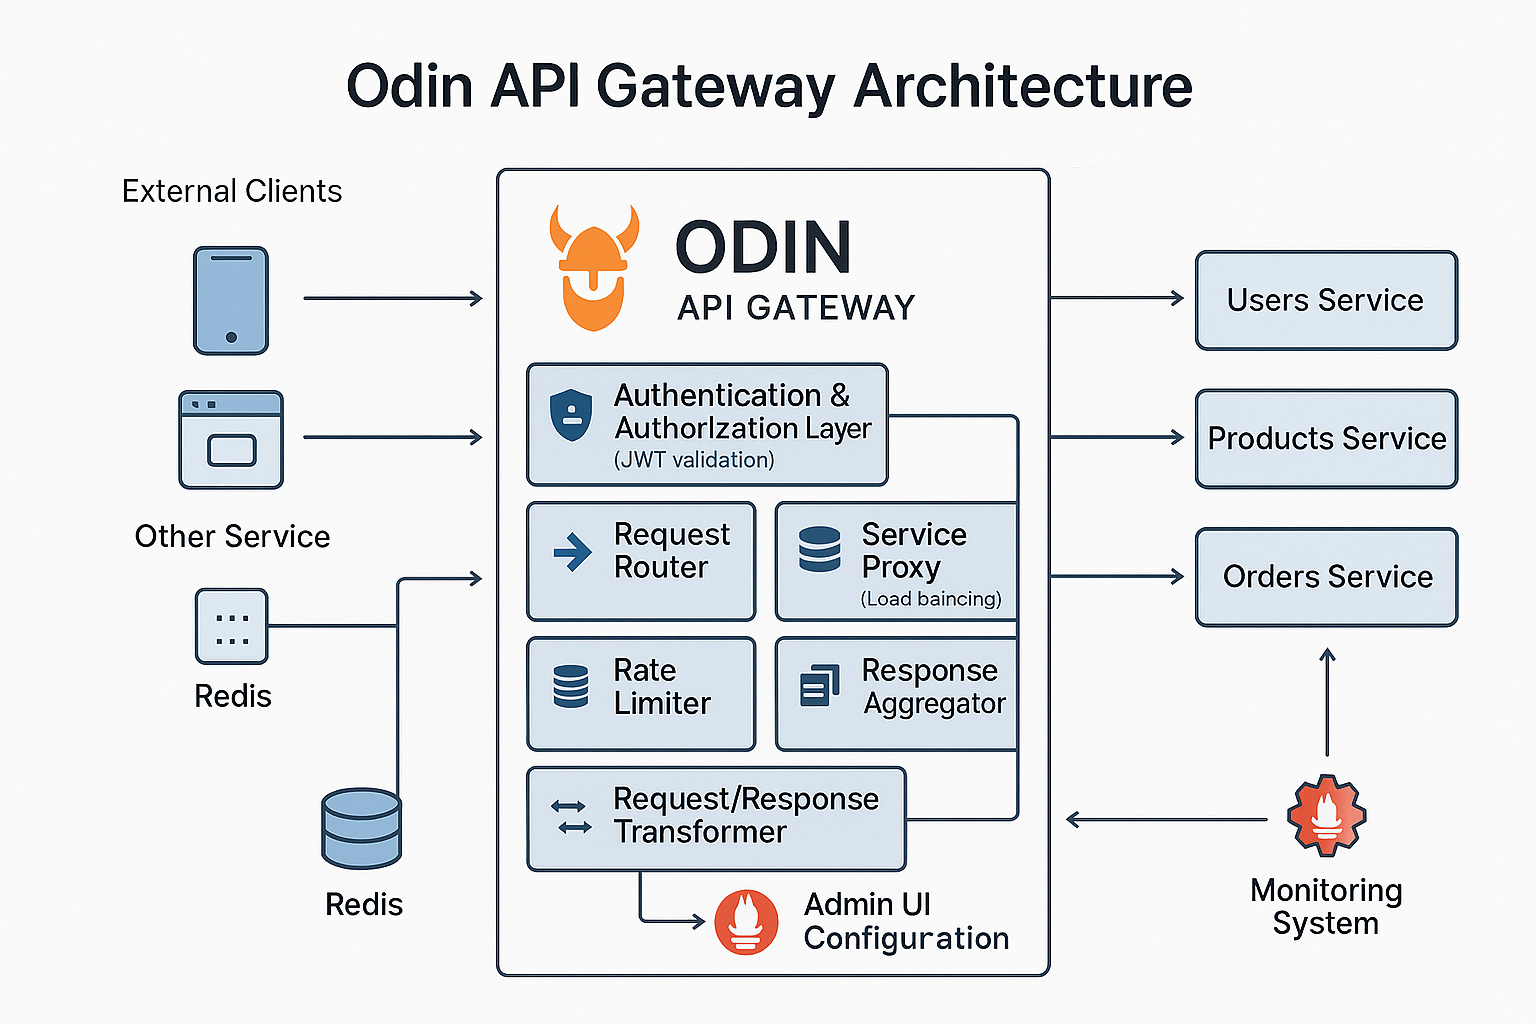 Odin API Gateway Architecture
External Clients
Other Service
Redis
Redis
ODIN
API GATEWAY
Authentication &
AuthorIzation Layer
(JWT validation)
Request
Router
Service
Proxy
(Load baincing)
Rate
Limiter
Response
Aggregator
Request/Response
Transformer
Admin UI
Configuration
Users Service
Products Service
Orders Service
Monitoring
System